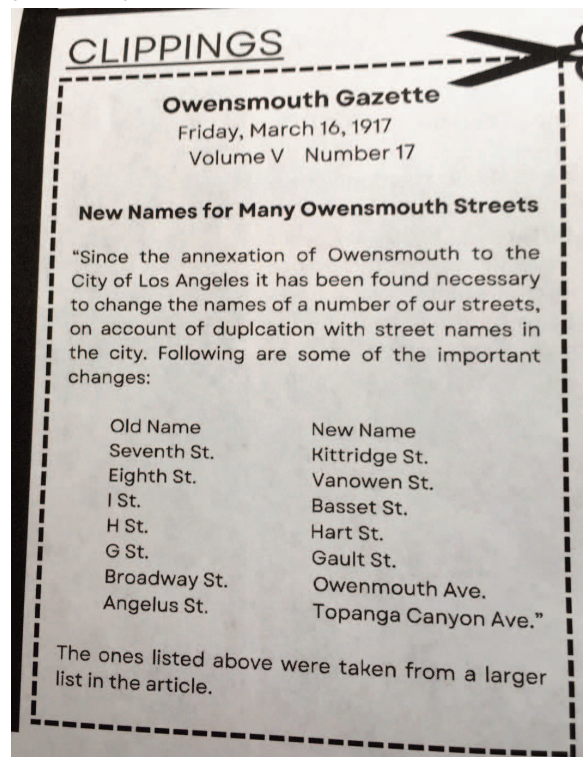 CLIPPINGS
Owensmouth Gazette
Friday, March 16, 1917
Volume V Number 17
New Names for Many Owensmouth Streets
"Since the annexation of Owensmouth to the
City of Los Angeles it has been found necessary
to change the names of a number of our streets,
on account of duplcation with street names in
the city. Following are some of the important
changes:
Old Name New Name
Seventh St. Kittridge St.
Eighth St. Vanowen St.
I St. Basset St.
H St. Hart St.
G St. Gault St.
Broadway St. Owenmouth Ave.
Angelus St. Topanga Canyon Ave."
The ones listed above were taken from a larger
list in the article.